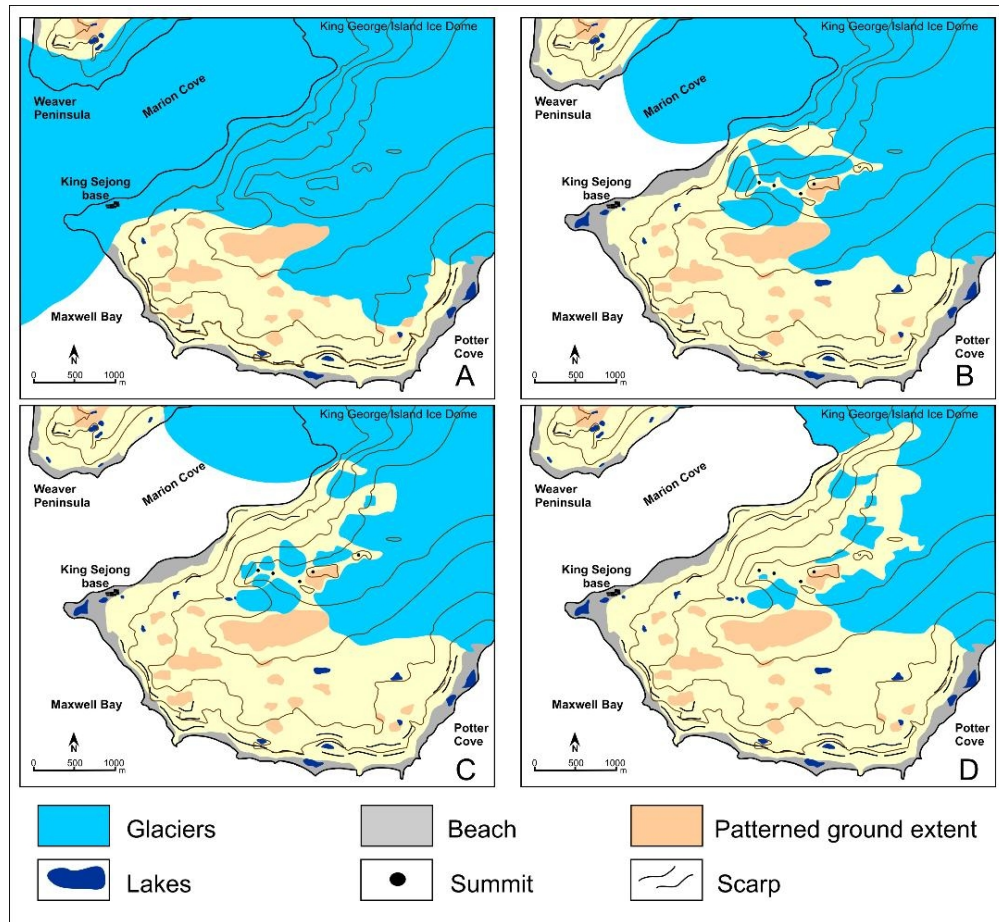 King George Island Ice Dome
Weaver
Peninsula
Marion Cove
King Sejong
base
Maxwell Bay
Potter
Cove
N
0 500 1000
m
A
King George Island Ice Dome
Weaver
Peninsula
Marion Cove
King Sejong
base
Maxwell Bay
Potter
Cove
N
0 500 1000
m
B
King George Island Ice Dome
Weaver
Peninsula
Marion Cove
King Sejong
base
Maxwell Bay
Potter
Cove
N
0 500 1000
m
C
King George Island Ice Dome
Weaver
Peninsula
Marion Cove
King Sejong
base
Maxwell Bay
Potter
Cove
N
0 500 1000
m
D
Glaciers
Beach
Patterned ground extent
Lakes
Summit
Scarp